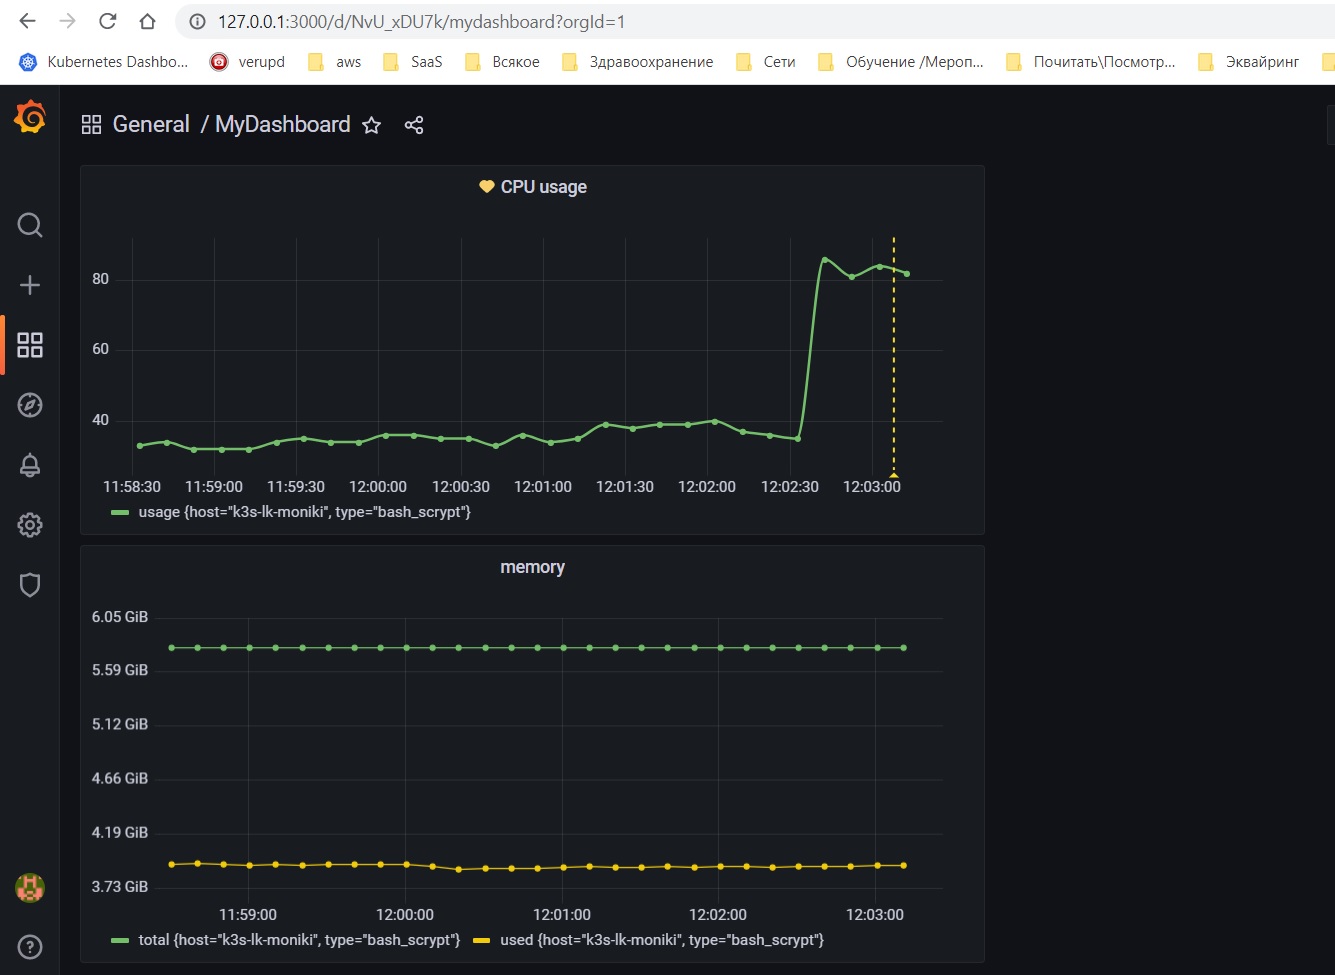 127.0.0.1:3000/d/NvU_xDU7k/mydashboard?orgId=1
Kubernetes Dashbo... verupd aws SaaS Всякое Здравоохранение Сети Обучение /Мероп... Почитать\Посмотр... Эквайринг
General / MyDashboard
CPU usage
80
60
40
11:58:30 11:59:00 11:59:30 12:00:00 12:00:30 12:01:00 12:01:30 12:02:00 12:02:30 12:03:00
usage {host="k3s-lk-moniki", type="bash_scrypt"}
memory
6.05 GiB
5.59 GiB
5.12 GiB
4.66 GiB
4.19 GiB
3.73 GiB
11:59:00 12:00:00 12:01:00 12:02:00 12:03:00
total {host="k3s-lk-moniki", type="bash_scrypt"} used {host="k3s-lk-moniki", type="bash_scrypt"}